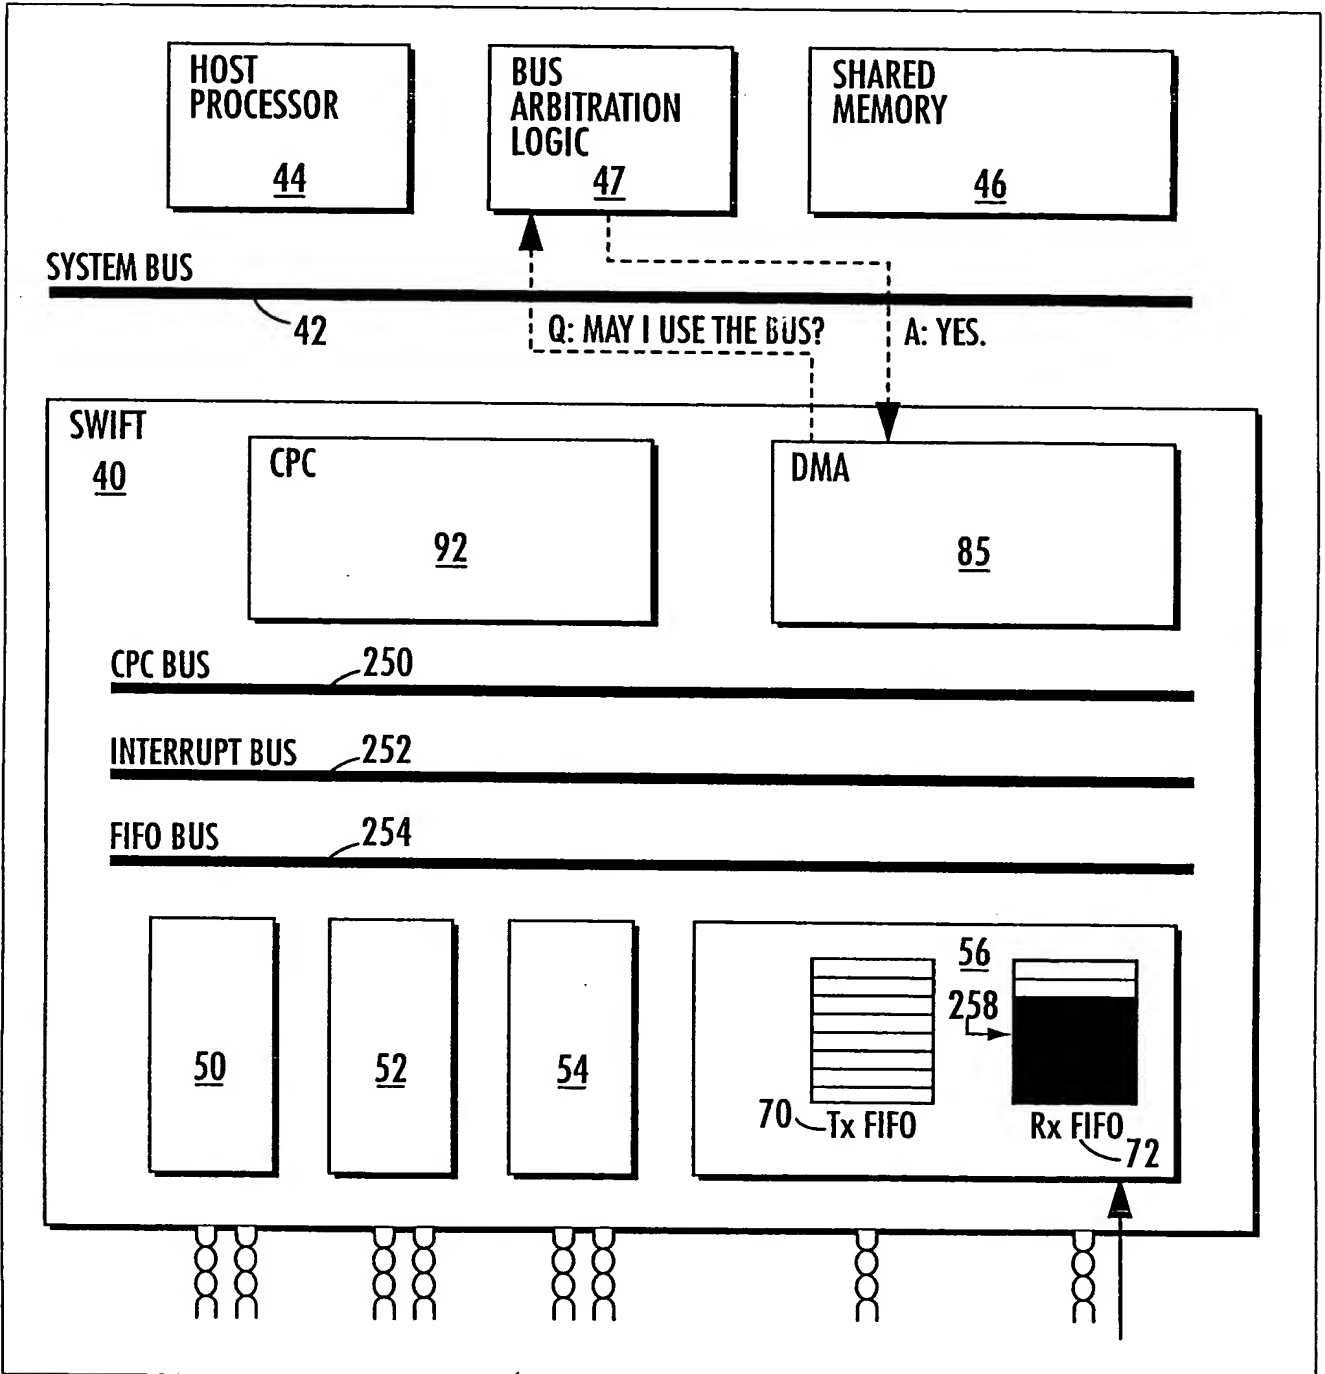 HOST
PROCESSOR
44
BUS
ARBITRATION
LOGIC
47
SHARED
MEMORY
46
SYSTEM BUS
42
Q: MAY I USE THE BUS?
A: YES.
SWIFT
40
CPC
92
DMA
85
CPC BUS
250
INTERRUPT BUS
252
FIFO BUS
254
50
52
54
56
258
70
Tx FIFO
Rx FIFO
72